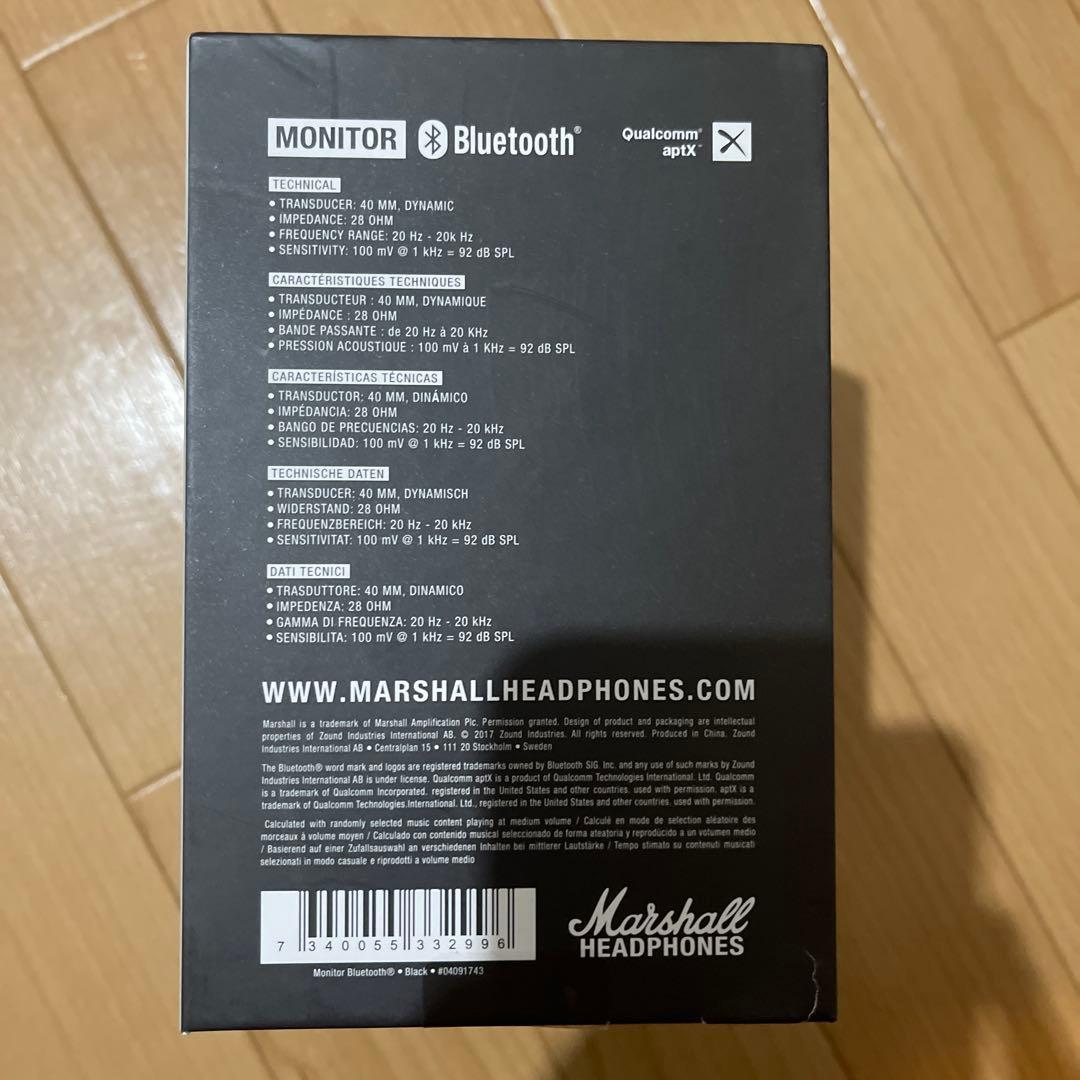 MONITOR Bluetooth® Qualcomm®
aptX™
TECHNICAL
• TRANSDUCER: 40 MM, DYNAMIC
• IMPEDANCE: 28 OHM
• FREQUENCY RANGE: 20 Hz - 20k Hz
• SENSITIVITY: 100 mV @ 1 kHz = 92 dB SPL
CARACTÉRISTIQUES TECHNIQUES
• TRANSDUCTEUR : 40 MM, DYNAMIQUE
• IMPÉDANCE : 28 OHM
• BANDE PASSANTE : de 20 Hz à 20 KHz
• PRESSION ACOUSTIQUE : 100 mV à 1 KHz = 92 dB SPL
CARACTERÍSTICAS TÉCNICAS
• TRANSDUCTOR: 40 MM, DINÁMICO
• IMPÉDANCIA: 28 OHM
• BANGO DE PRECUENCIAS: 20 Hz - 20 kHz
• SENSIBILIDAD: 100 mV @ 1 kHz = 92 dB SPL
TECHNISCHE DATEN
• TRANSDUCER: 40 MM, DYNAMISCH
• WIDERSTAND: 28 OHM
• FREQUENZBEREICH: 20 Hz - 20 kHz
• SENSITIVITAT: 100 mV @ 1 kHz = 92 dB SPL
DATI TECNICI
• TRASDUTTORE: 40 MM, DINAMICO
• IMPEDENZA: 28 OHM
• GAMMA DI FREQUENZA: 20 Hz - 20 kHz
• SENSIBILITA: 100 mV @ 1 kHz = 92 dB SPL
WWW.MARSHALLHEADPHONES.COM
Marshall is a trademark of Marshall Amplification Plc. Permission granted. Design of product and packaging are intellectual
properties of Zound Industries International AB. © 2017 Zound Industries. All rights reserved. Produced in China. Zound
Industries International AB • Centralplan 15 • 111 20 Stockholm • Sweden
The Bluetooth® word mark and logos are registered trademarks owned by Bluetooth SIG. Inc. and any use of such marks by Zound
Industries International AB is under license. Qualcomm aptX is a product of Qualcomm Technologies International. Ltd. Qualcomm
is a trademark of Qualcomm Incorporated. registered in the United States and other countries. used with permission. aptX is a
trademark of Qualcomm Technologies.International. Ltd., registered in the United States and other countries. used with permission.
Calculated with randomly selected music content playing at medium volume / Calculé en mode de selection aléatoire des
morceaux à volume moyen / Calculado con contenido musical seleccionado de forma ateatoria y reprodúcido a un votumen medio
/ Basierend auf einer Zufallsauswahl an verschiedenen Inhalten bei mittlerer Lautstärke / Tempo stimato su contenuti musicati
selezionati in modo casuale e riprodotti a volume medio
7 340055 332996
Monitor Bluetooth® • Black • #04091743
Marshall
HEADPHONES